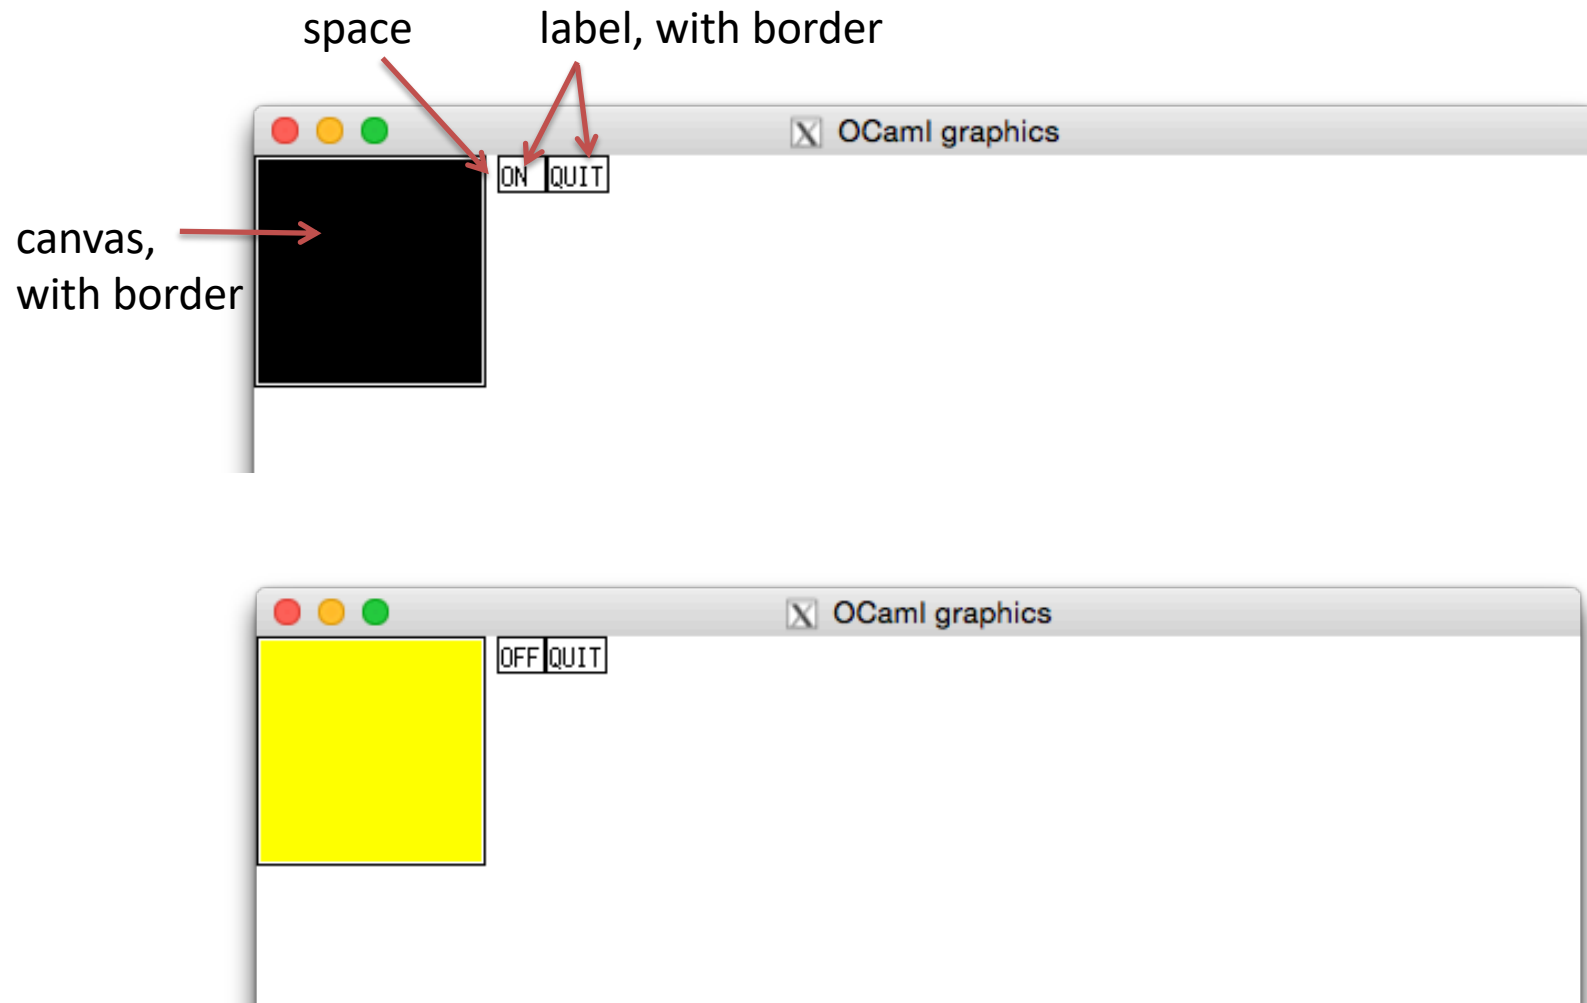 space label, with border
X OCaml graphics
ON QUIT
canvas,
with border
X OCaml graphics
OFF QUIT